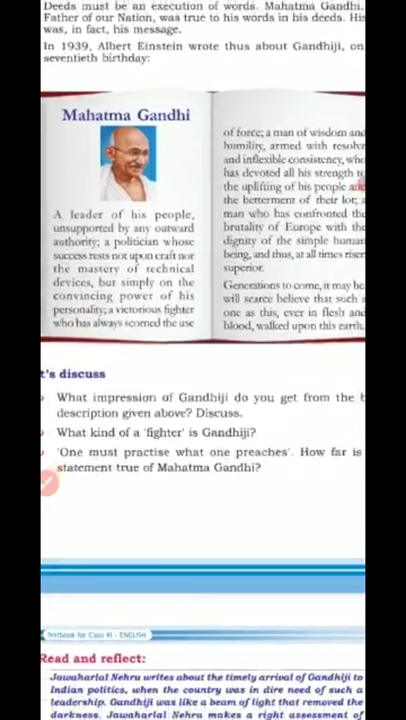 Deeds must be an execution of words. Mahatma Gandhi,
Father of our Nation, was true to his words in his deeds. His
was, in fact, his message.
In 1939, Albert Einstein wrote thus about Gandhiji, on
seventieth birthday:
Mahatma Gandhi
A leader of his people,
unsupported by any outward
authority; a politician whose
success rests not upon craft nor
the mastery of technical
devices, but simply on the
convincing power of his
personality; a victorious fighter
who has always scorned the use
of force; a man of wisdom and
humility, armed with resolve
and inflexible consistency, who
has devoted all his strength to
the uplifting of his people and
the betterment of their lot; a
man who has confronted the
brutality of Europe with the
dignity of the simple human
being, and thus, at all times risen
superior.
Generations to come, it may be,
will scarce believe that such a
one as this, ever in flesh and
blood, walked upon this earth.
t's discuss
What impression of Gandhiji do you get from the b
description given above? Discuss.
What kind of a 'fighter' is Gandhiji?
'One must practise what one preaches'. How far is
statement true of Mahatma Gandhi?
Textbook for Class XI - ENGLISH
Read and reflect:
Jawaharlal Nehru writes about the timely arrival of Gandhiji to
Indian politics, when the country was in dire need of such a
leadership. Gandhiji was like a beam of light that removed the
darkness. Jawaharlal Nehru makes a right assessment of